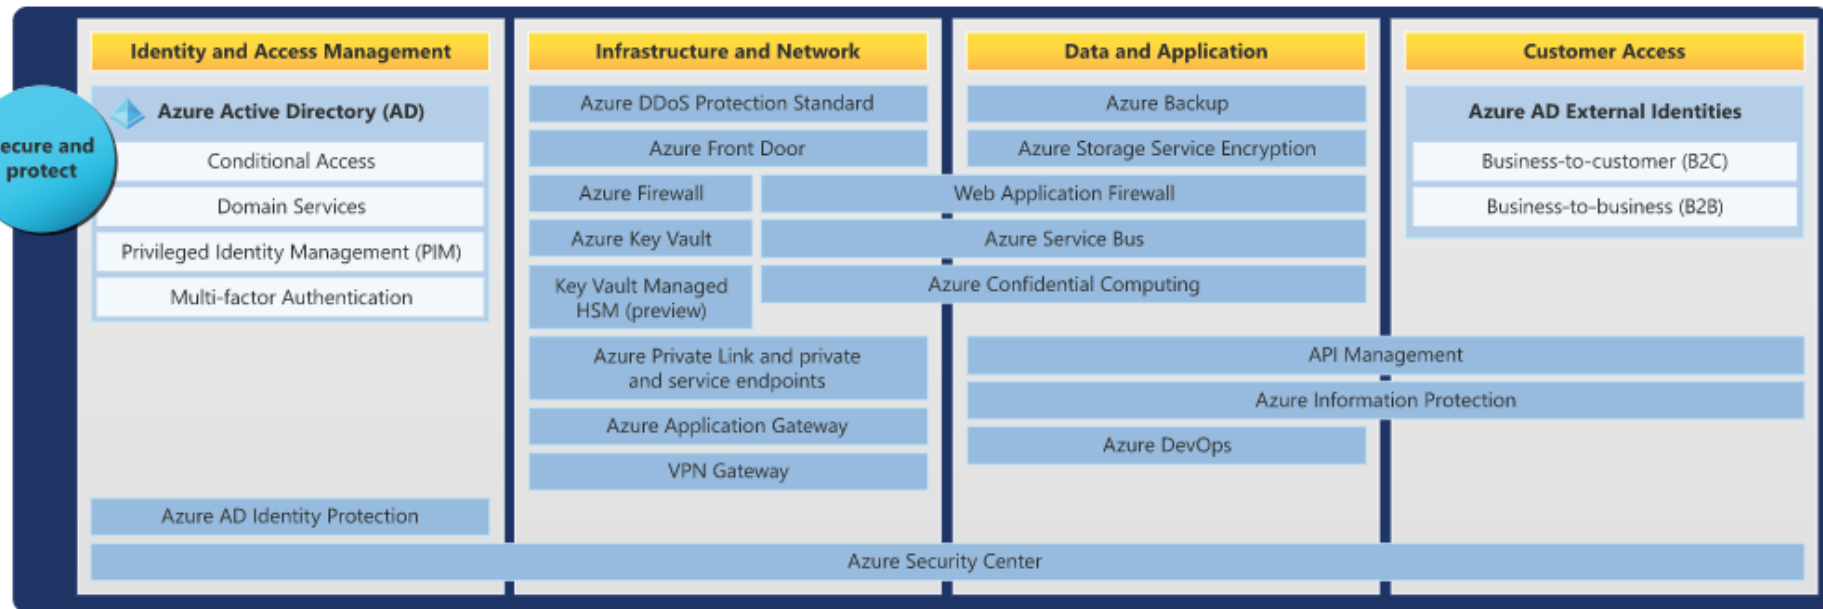 Identity and Access Management
Azure Active Directory (AD)
Conditional Access
Domain Services
Privileged Identity Management (PIM)
Multi-factor Authentication
Azure AD Identity Protection
ecure and
protect
Infrastructure and Network
Azure DDoS Protection Standard
Azure Front Door
Azure Firewall
Azure Key Vault
Key Vault Managed
HSM (preview)
Azure Private Link and private
and service endpoints
Azure Application Gateway
VPN Gateway
Data and Application
Azure Backup
Azure Storage Service Encryption
Web Application Firewall
Azure Service Bus
Azure Confidential Computing
API Management
Azure Information Protection
Azure DevOps
Customer Access
Azure AD External Identities
Business-to-customer (B2C)
Business-to-business (B2B)
Azure Security Center